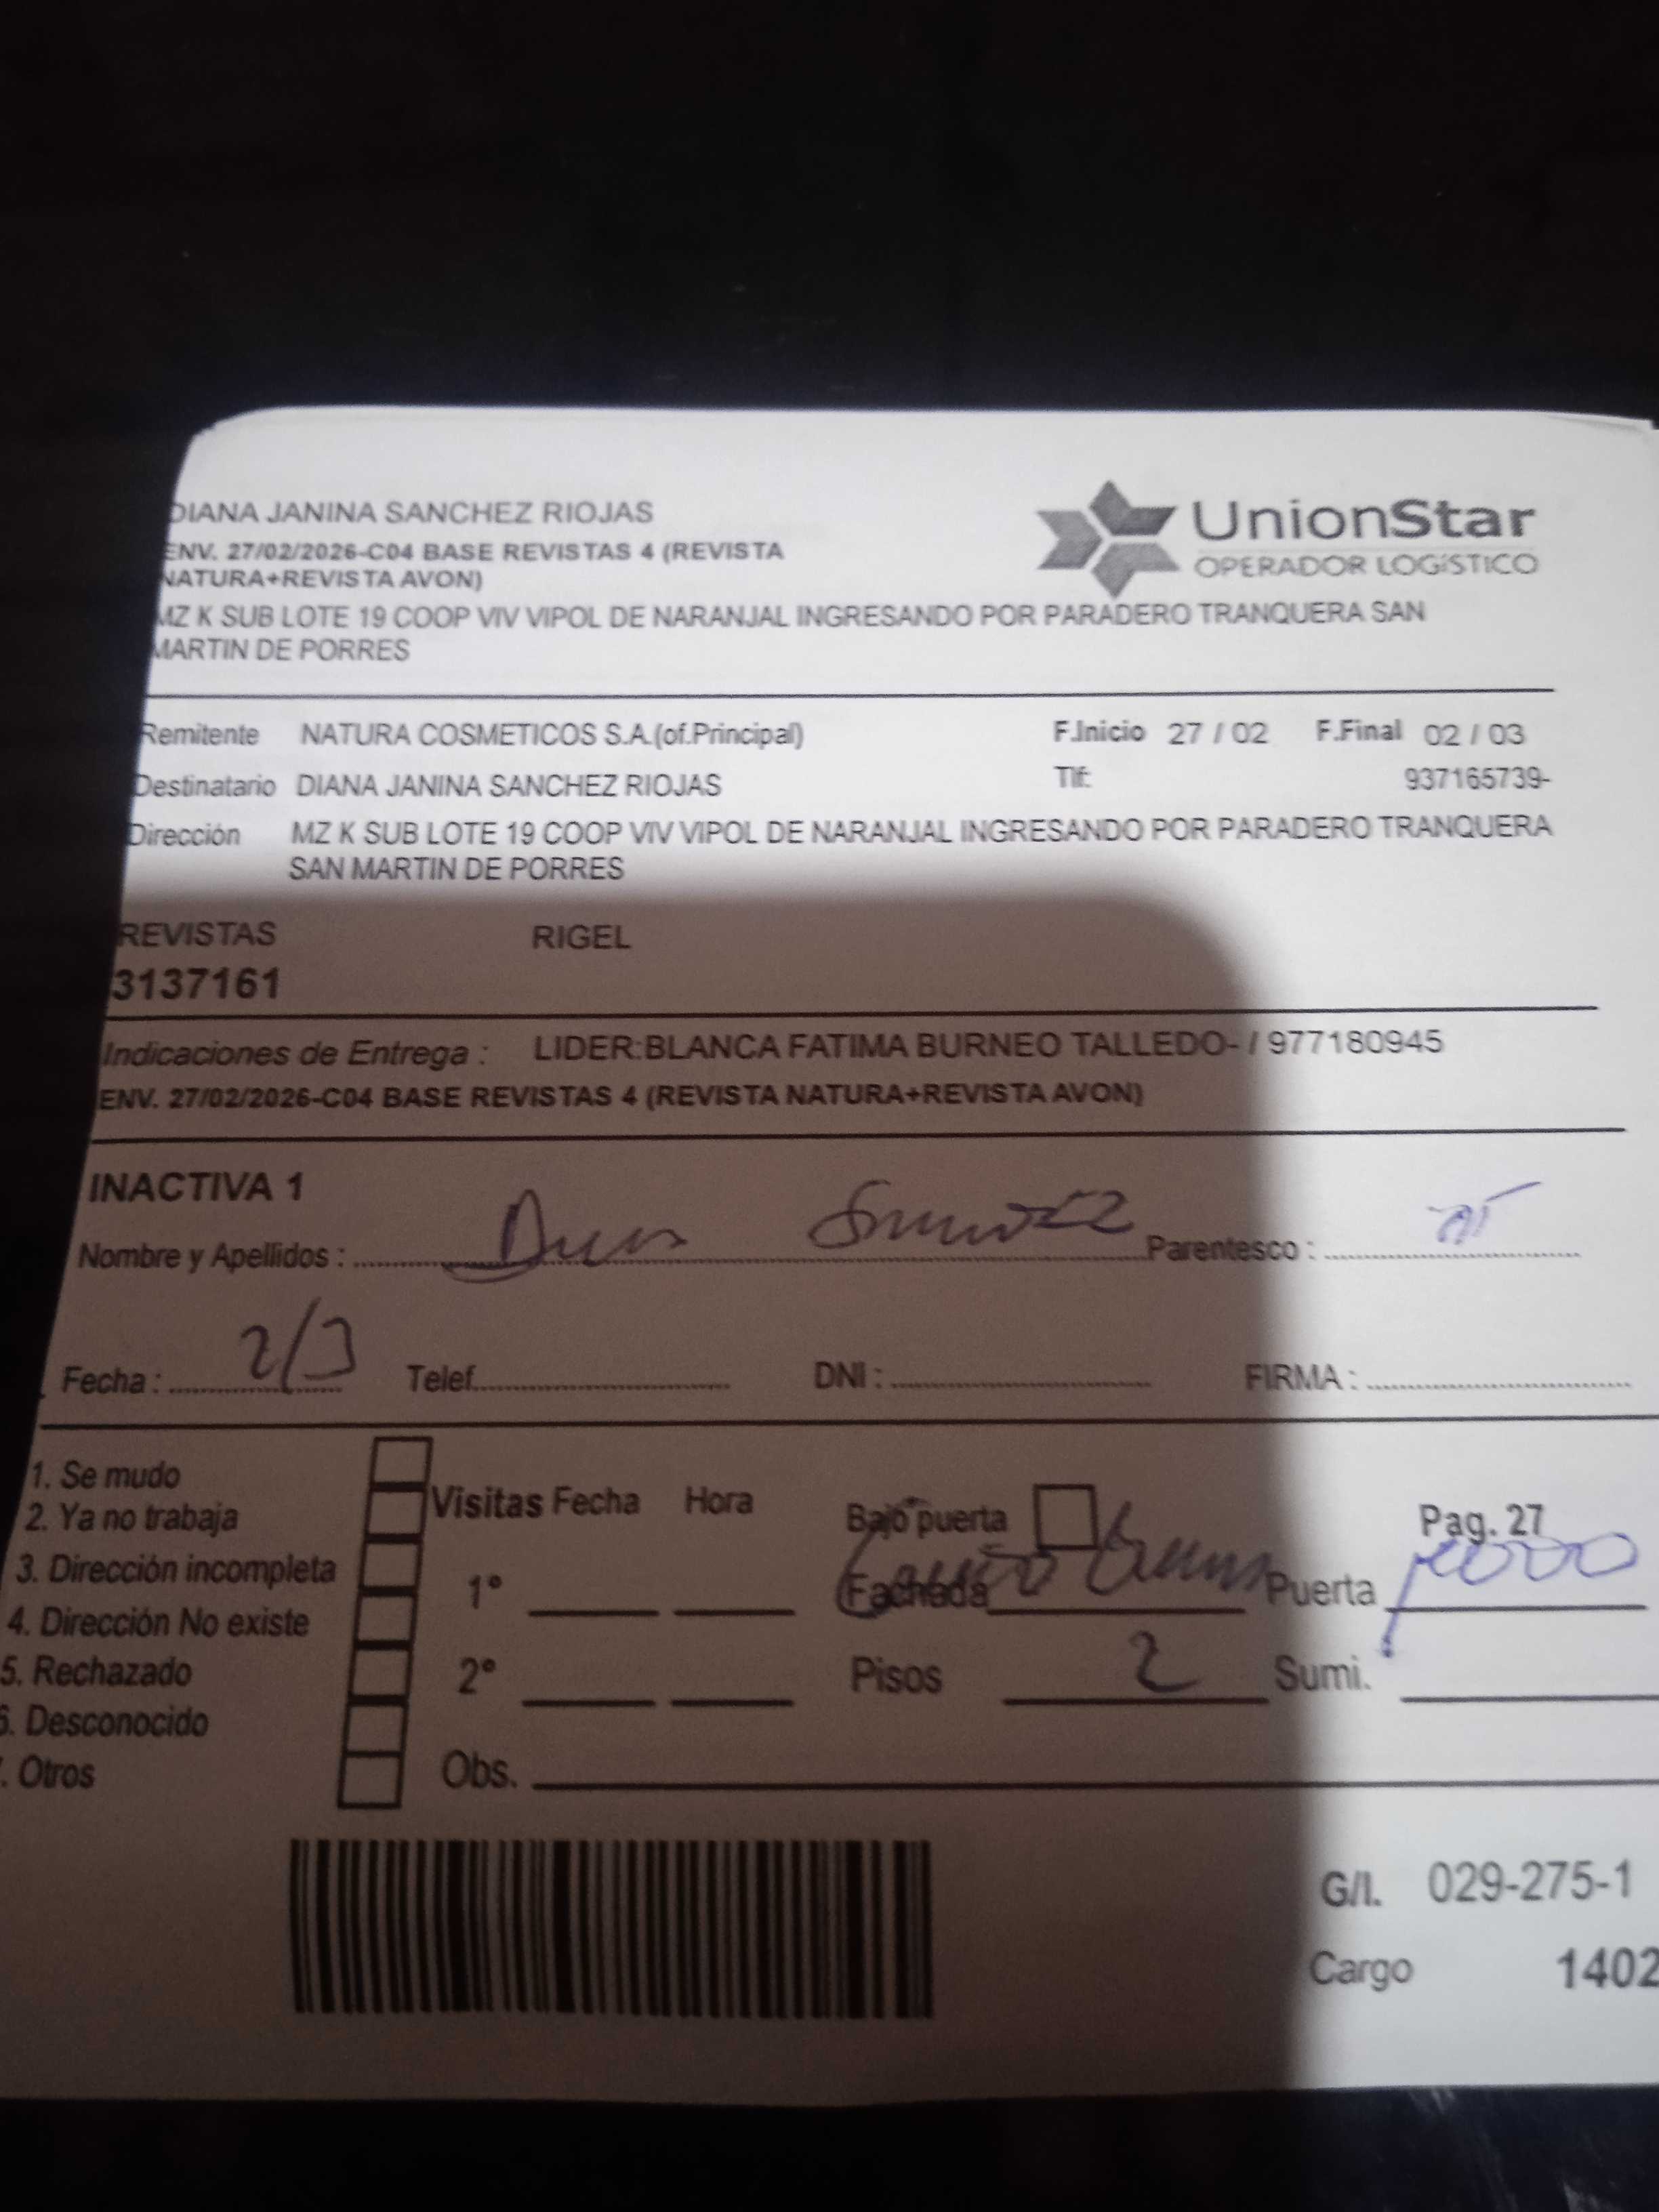 DIANA JANINA SANCHEZ RIOJAS
UnionStar
OPERADOR LOGÍSTICO
ENV. 27/02/2026-C04 BASE REVISTAS 4 (REVISTA
NATURA+REVISTA AVON)
MZ K SUB LOTE 19 COOP VIV VIPOL DE NARANJAL INGRESANDO POR PARADERO TRANQUERA SAN
MARTIN DE PORRES
Remitente NATURA COSMETICOS S.A.(of.Principal) F.Inicio 27 / 02 F.Final 02 / 03
Destinatario DIANA JANINA SANCHEZ RIOJAS Tlf: 937165739-
Dirección MZ K SUB LOTE 19 COOP VIV VIPOL DE NARANJAL INGRESANDO POR PARADERO TRANQUERA
SAN MARTIN DE PORRES
REVISTAS RIGEL
3137161
Indicaciones de Entrega : LIDER:BLANCA FATIMA BURNEO TALLEDO- / 977180945
ENV. 27/02/2026-C04 BASE REVISTAS 4 (REVISTA NATURA+REVISTA AVON)
INACTIVA 1
Nombre y Apellidos : Parentesco :
Fecha : 2/3 Telef. DNI : FIRMA :
1. Se mudo
2. Ya no trabaja
3. Dirección incompleta
4. Dirección No existe
5. Rechazado
6. Desconocido
. Otros
Visitas Fecha Hora
1°
2°
Obs.
Bajo puerta Pag. 27
Fachada Puerta
Pisos 2 Sumi.
G/I. 029-275-1
Cargo 1402